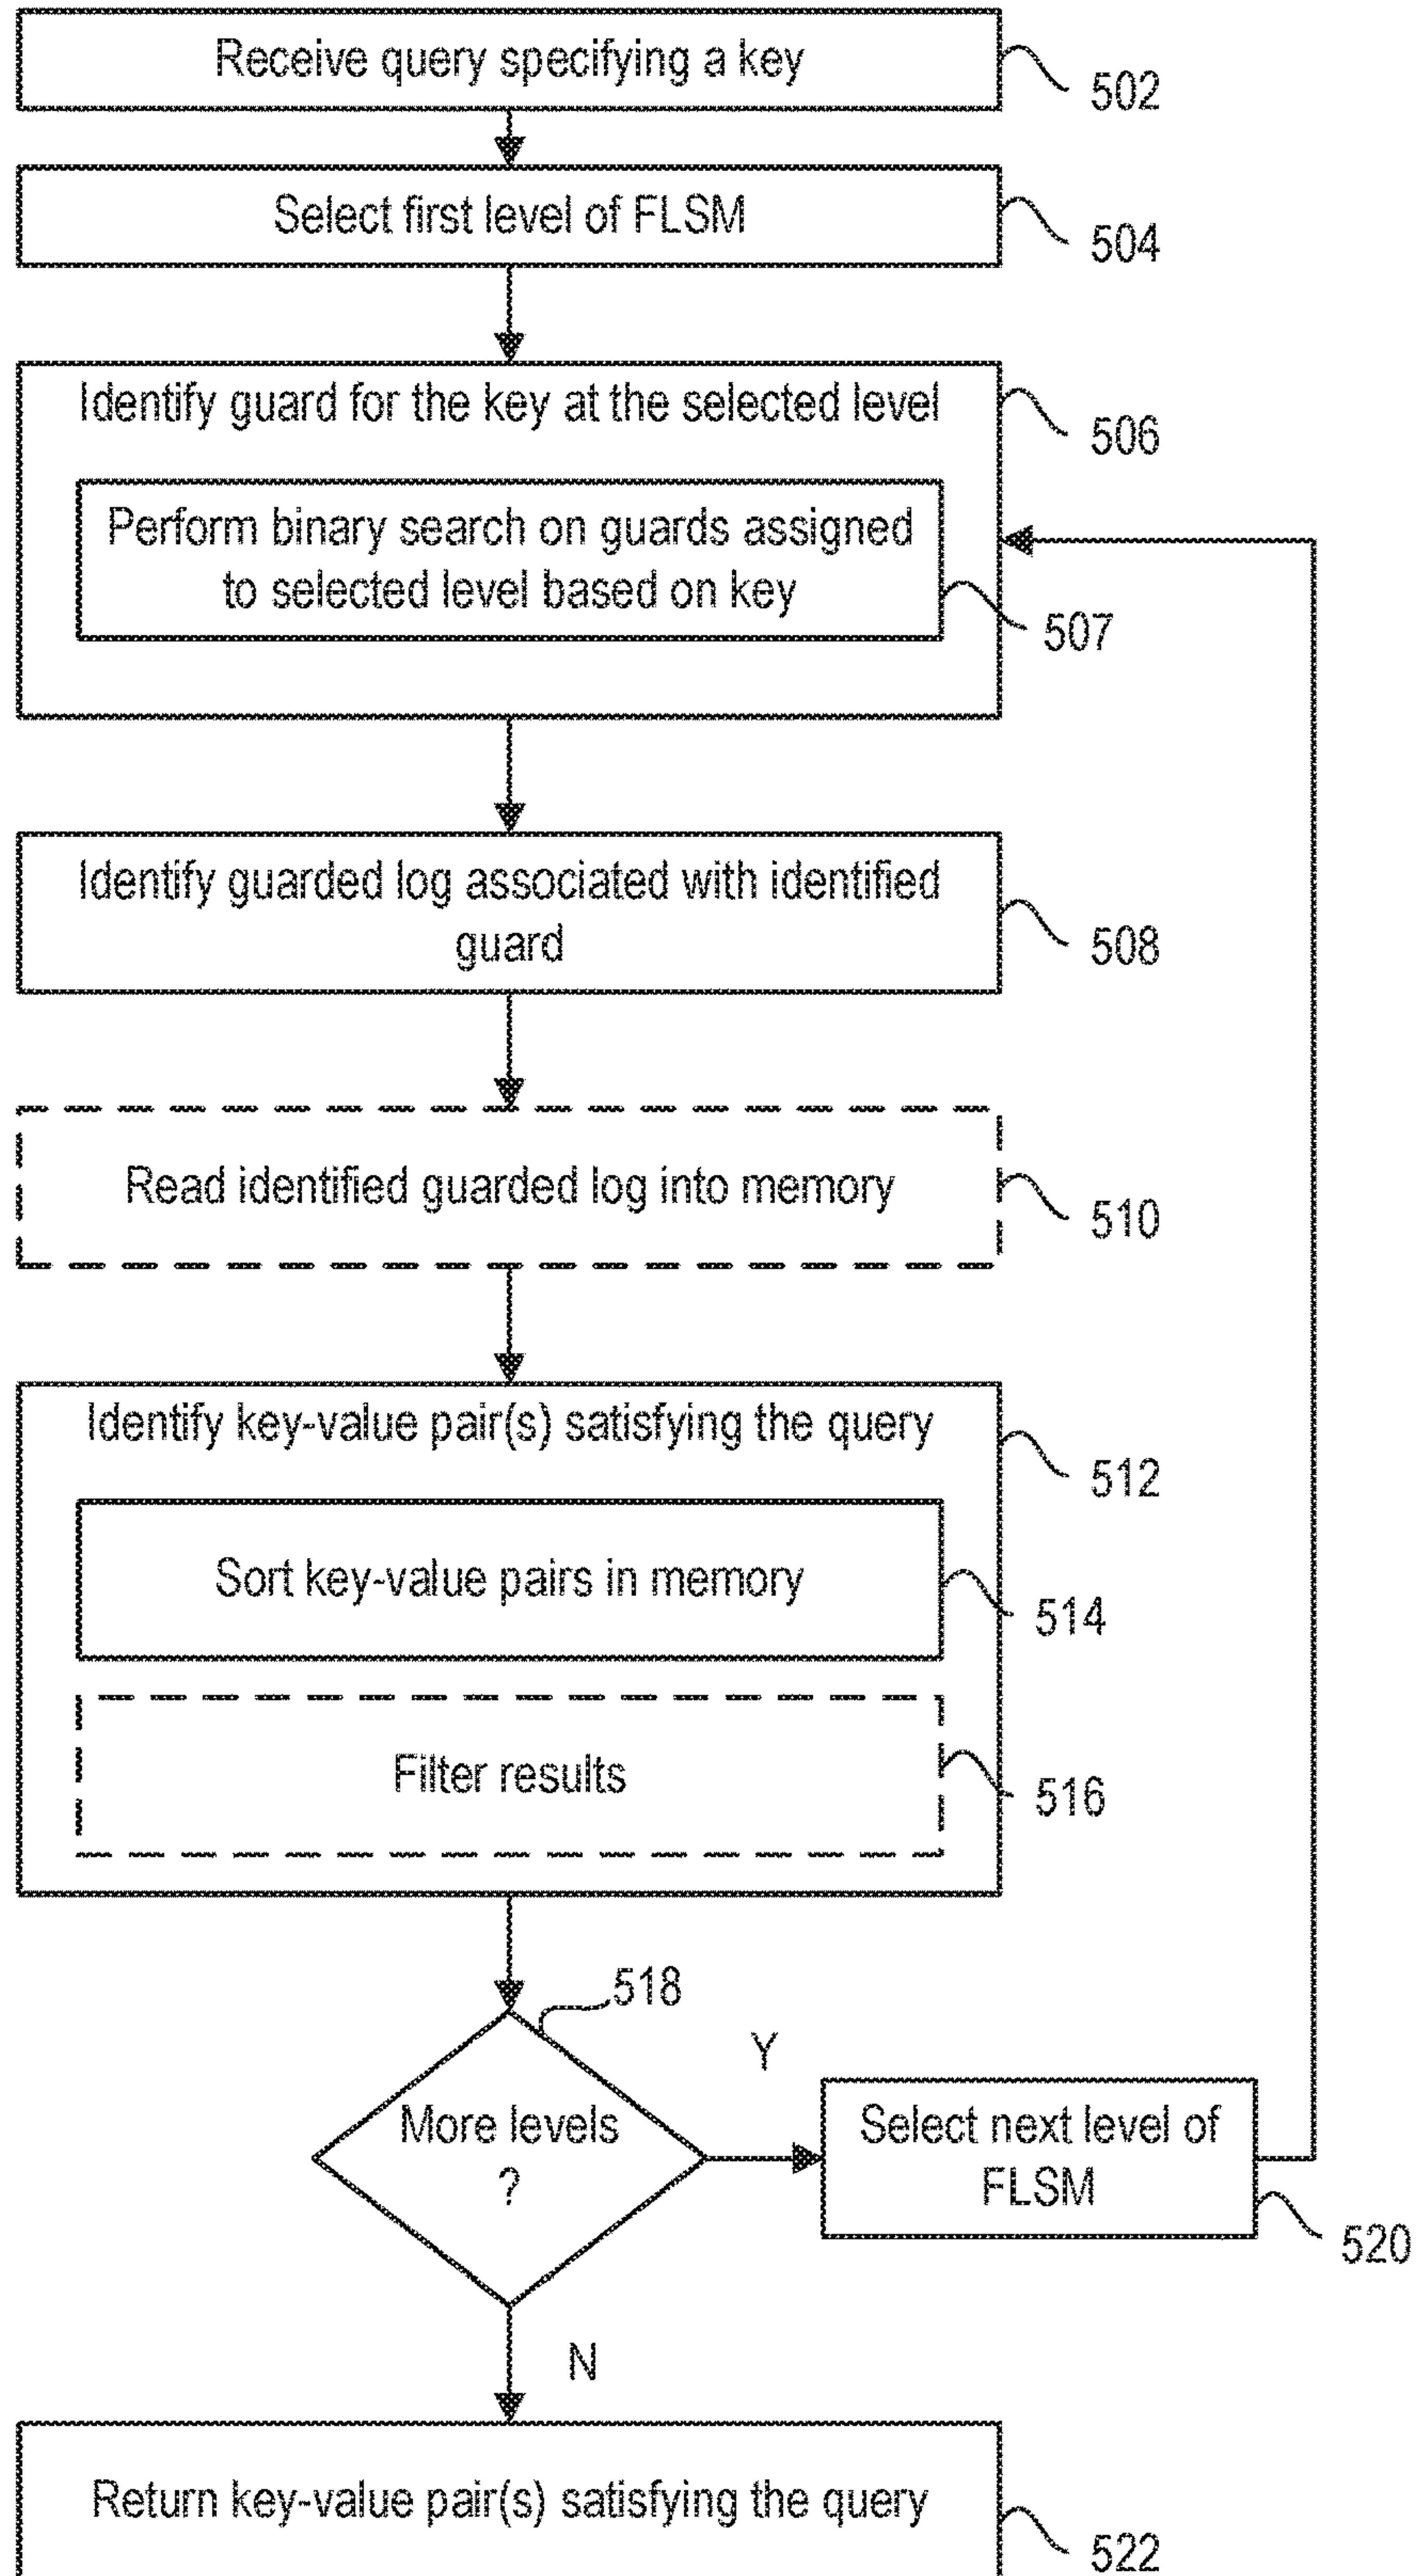 Receive query specifying a key
502
Select first level of FLSM
504
Identify guard for the key at the selected level
506
Perform binary search on guards assigned
to selected level based on key
507
Identify guarded log associated with identified
guard
508
Read identified guarded log into memory
510
Identify key-value pair(s) satisfying the query
512
Sort key-value pairs in memory
514
Filter results
516
518
More levels
?
Y
Select next level of
FLSM
520
N
Return key-value pair(s) satisfying the query
522